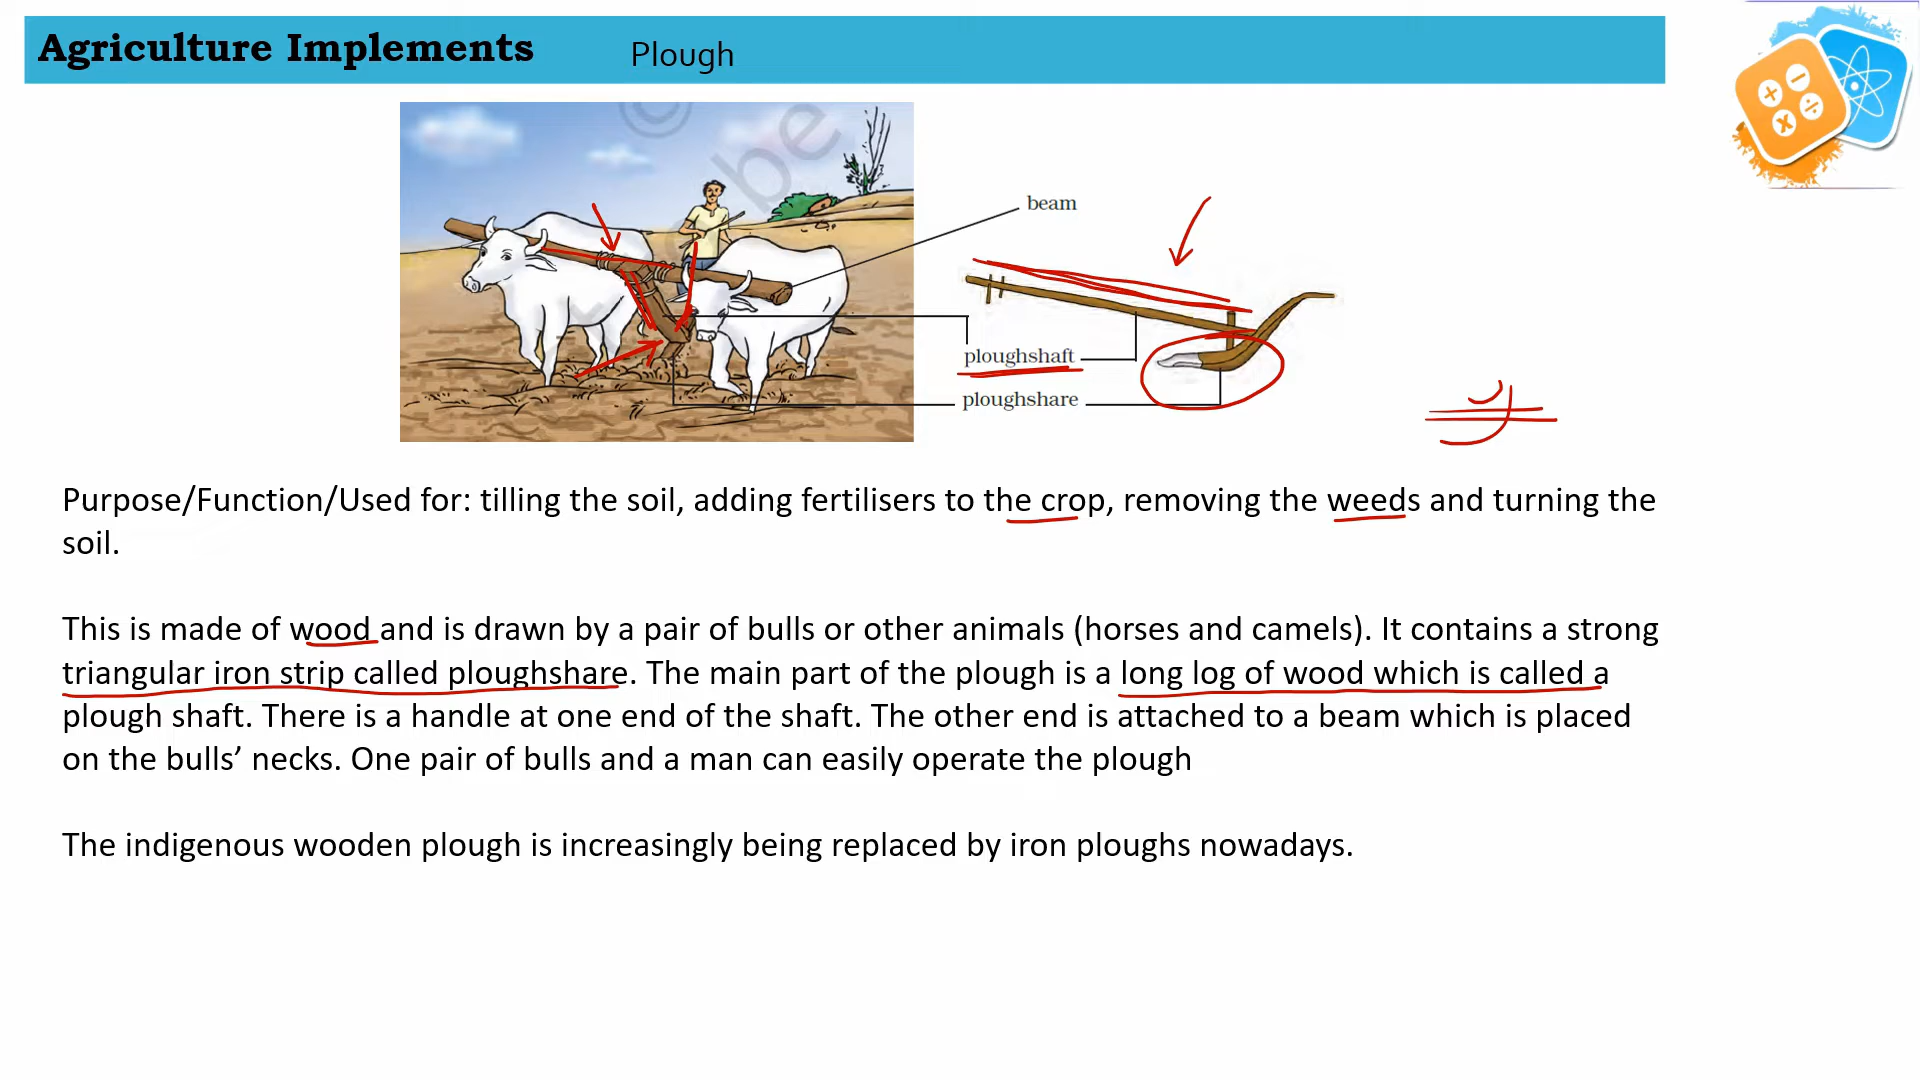 Agriculture Implements Plough
beam
ploughshaft
ploughshare
Purpose/Function/Used for: tilling the soil, adding fertilisers to the crop, removing the weeds and turning the
soil.
This is made of wood and is drawn by a pair of bulls or other animals (horses and camels). It contains a strong
triangular iron strip called ploughshare. The main part of the plough is a long log of wood which is called a
plough shaft. There is a handle at one end of the shaft. The other end is attached to a beam which is placed
on the bulls’ necks. One pair of bulls and a man can easily operate the plough
The indigenous wooden plough is increasingly being replaced by iron ploughs nowadays.